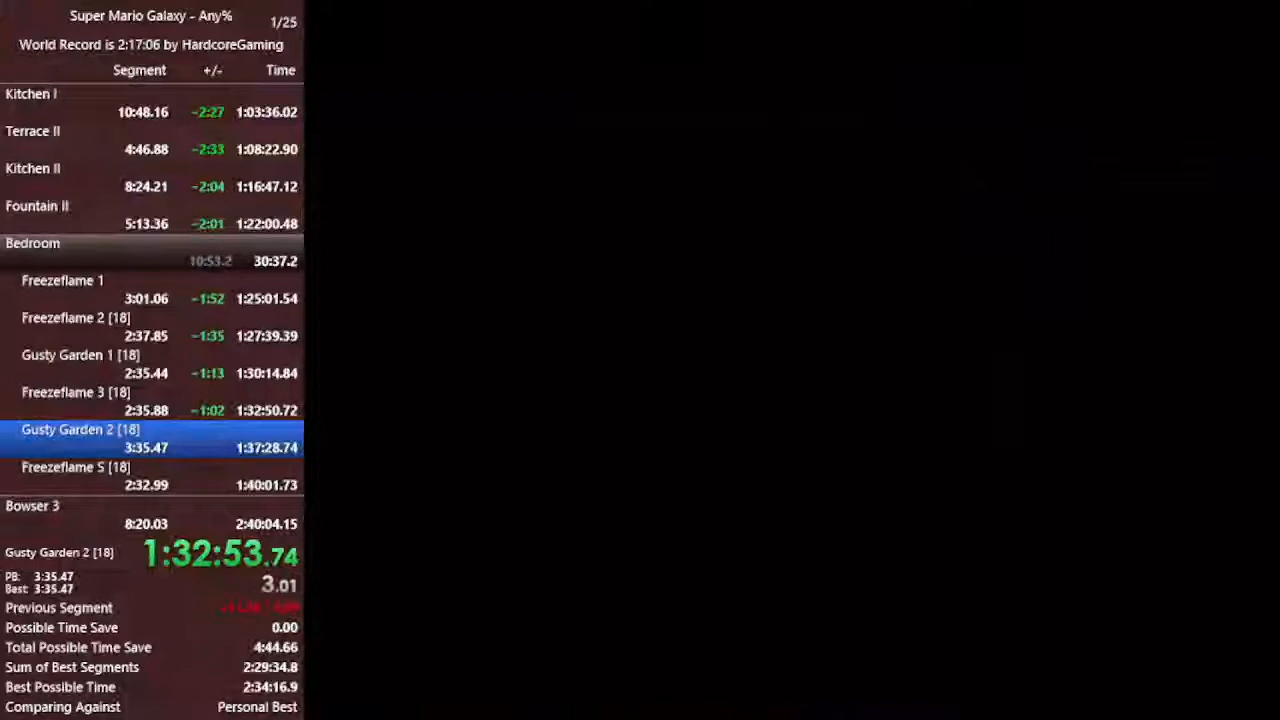 Super Mario Galaxy - Any%
1/25
World Record is 2:17:06 by HardcoreGaming
Segment +/- Time
Kitchen I
10:48.16 -2:27 1:03:36.02
Terrace II
4:46.88 -2:33 1:08:22.90
Kitchen II
8:24.21 -2:04 1:16:47.12
Fountain II
5:13.36 -2:01 1:22:00.48
Bedroom
10:53.2 30:37.2
Freezeflame 1
3:01.06 -1:52 1:25:01.54
Freezeflame 2 [18]
2:37.85 -1:35 1:27:39.39
Gusty Garden 1 [18]
2:35.44 -1:13 1:30:14.84
Freezeflame 3 [18]
2:35.88 -1:02 1:32:50.72
Gusty Garden 2 [18]
3:35.47 1:37:28.74
Freezeflame S [18]
2:32.99 1:40:01.73
Bowser 3
8:20.03 2:40:04.15
Gusty Garden 2 [18] 1:32:53.74
PB: 3:35.47
Best: 3:35.47
3.01
Previous Segment
Possible Time Save 0.00
Total Possible Time Save 4:44.66
Sum of Best Segments 2:29:34.8
Best Possible Time 2:34:16.9
Comparing Against Personal Best